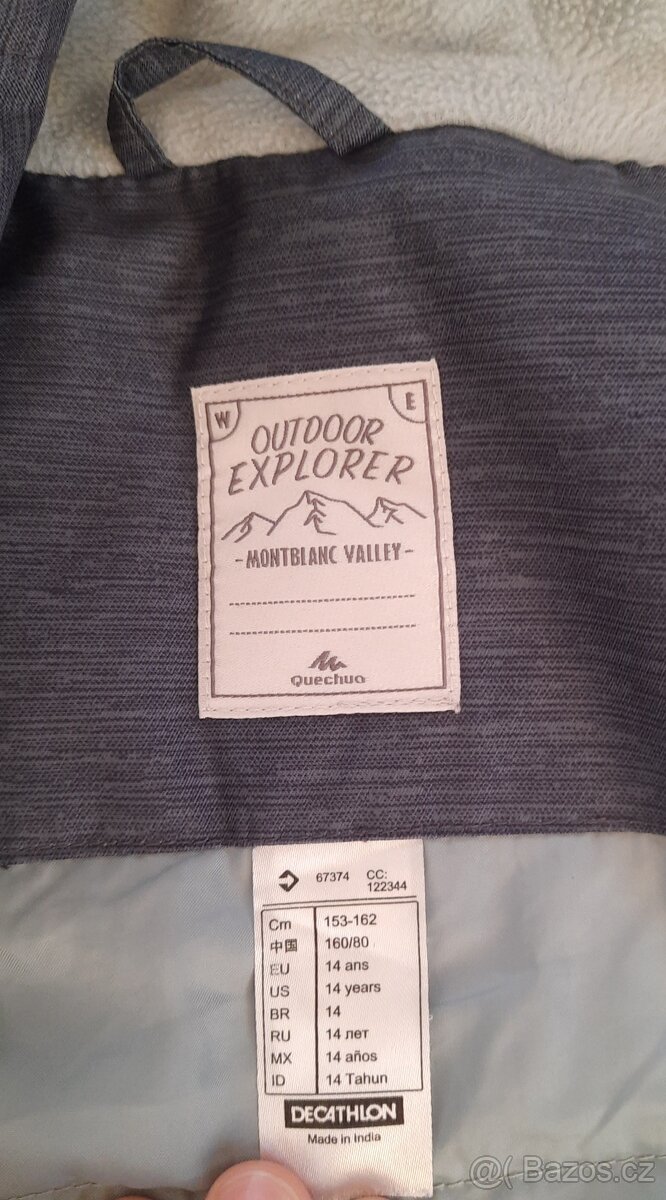 W E
OUTDOOR
EXPLORER
-MONTBLANC VALLEY-
Quechua
67374 CC:
122344
Cm 153-162
中国 160/80
EU 14 ans
US 14 years
BR 14
RU 14 лет
MX 14 años
ID 14 Tahun
DECATHLON
Made in India
@( Bazoš.cz